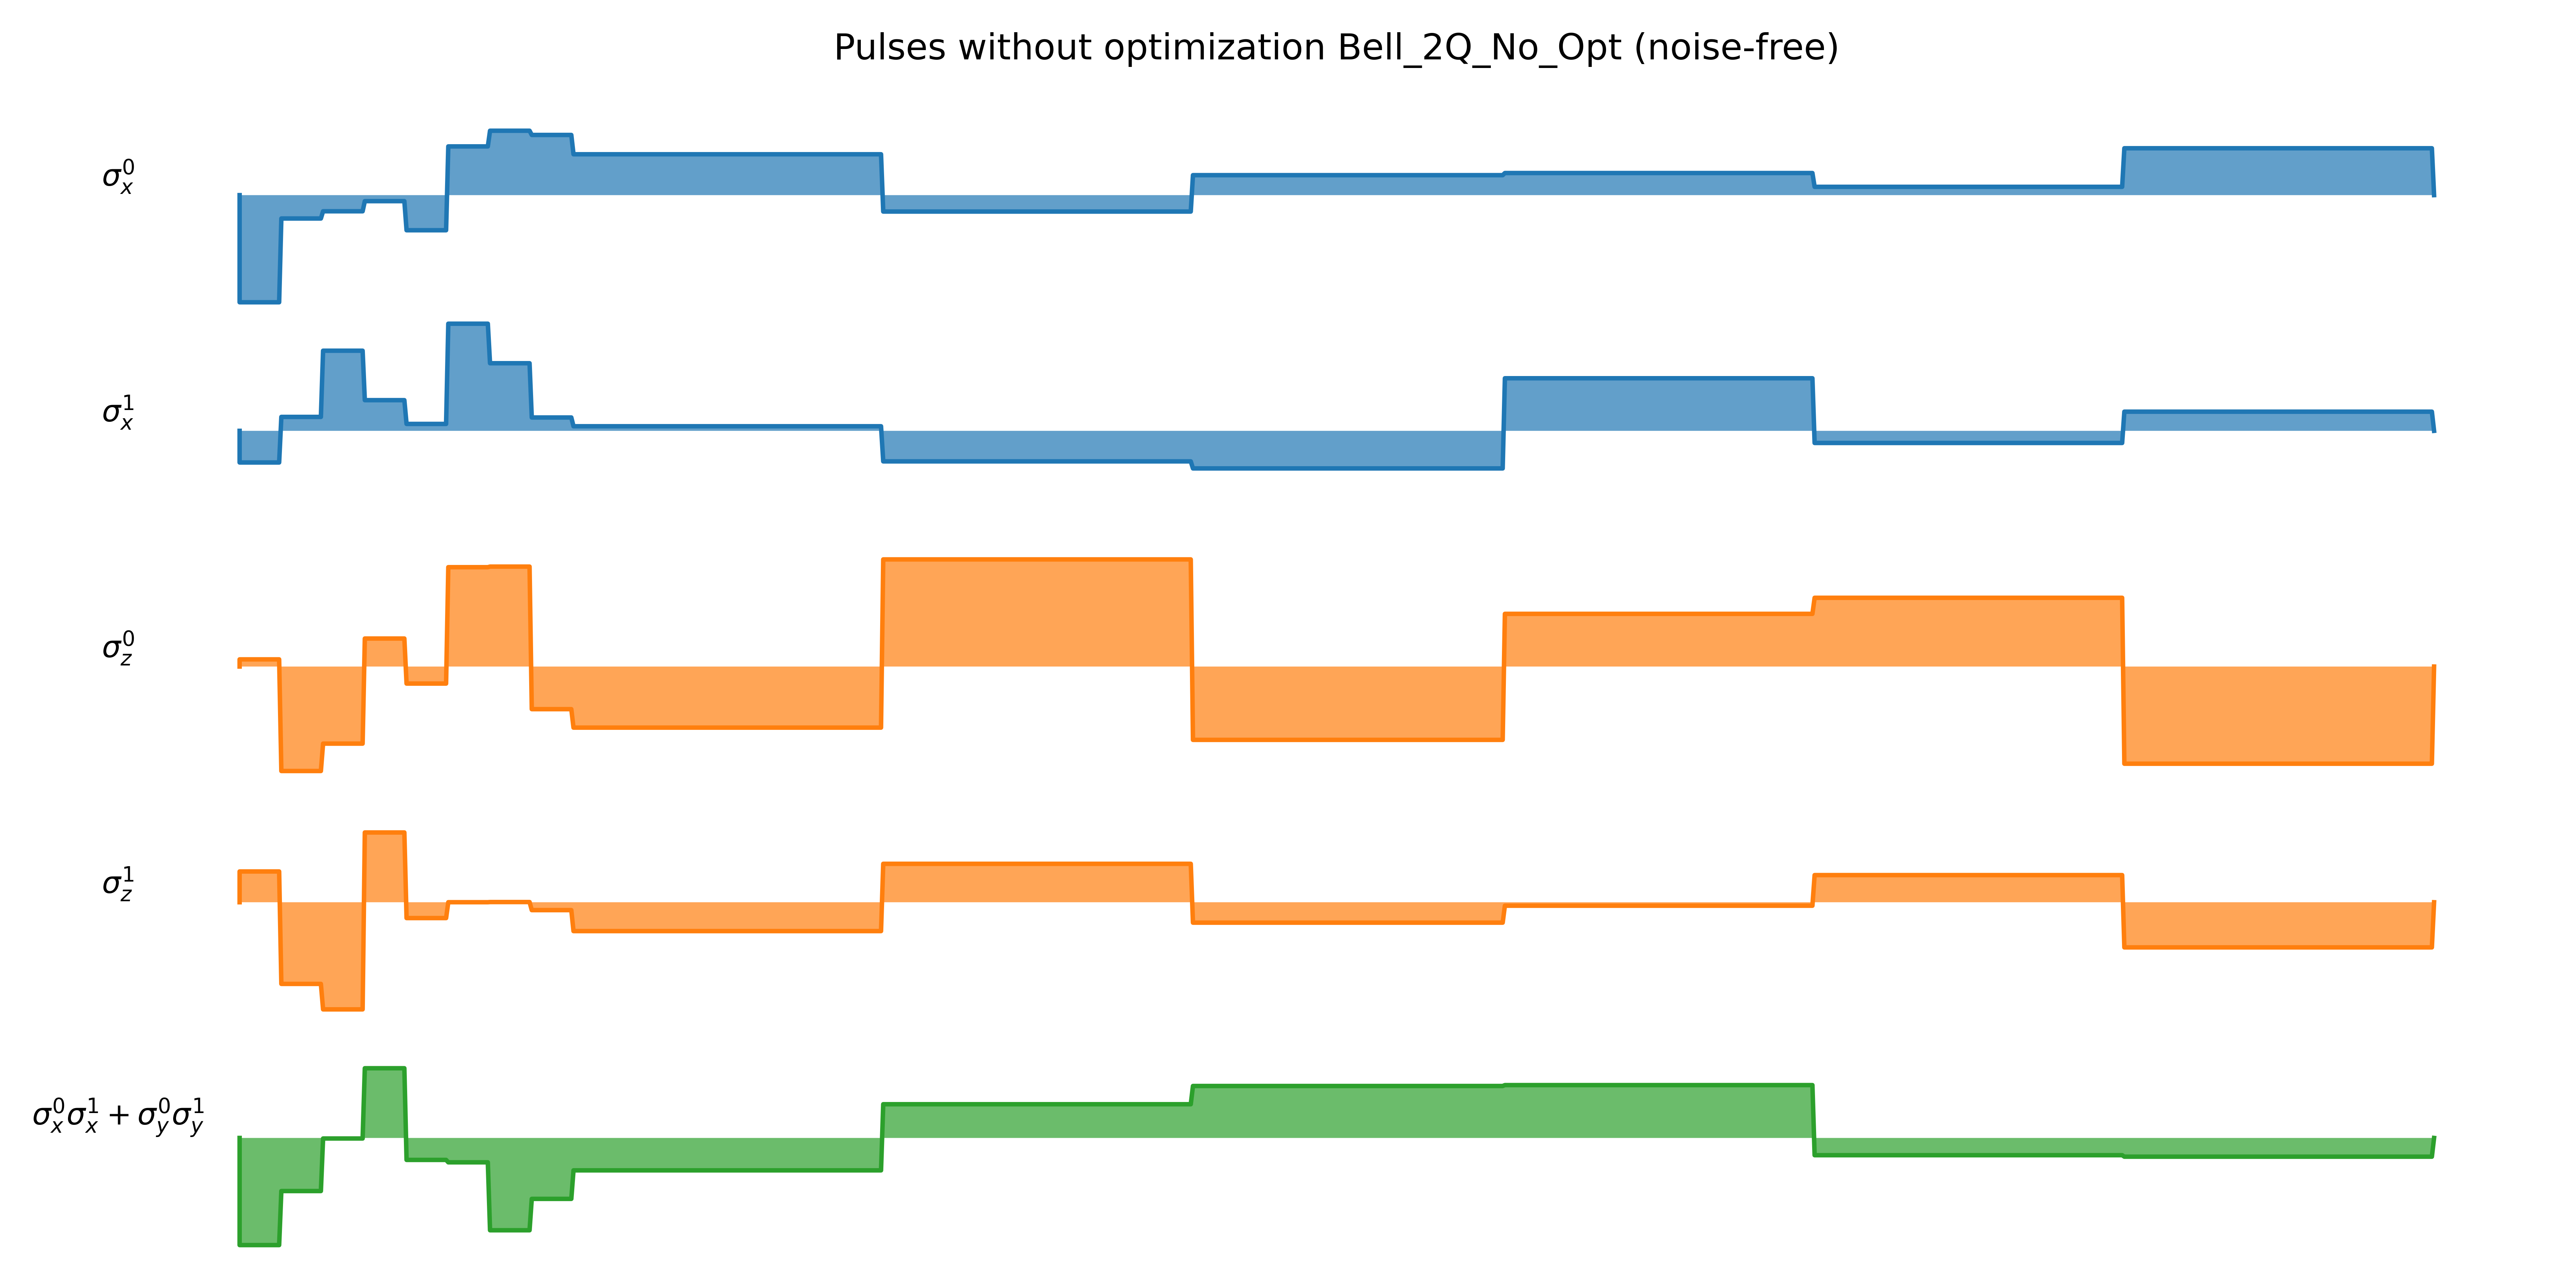 Pulses without optimization Bell_2Q_No_Opt (noise-free)
σ_x^0
σ_x^1
σ_z^0
σ_z^1
σ_x^0σ_x^1 + σ_y^0σ_y^1